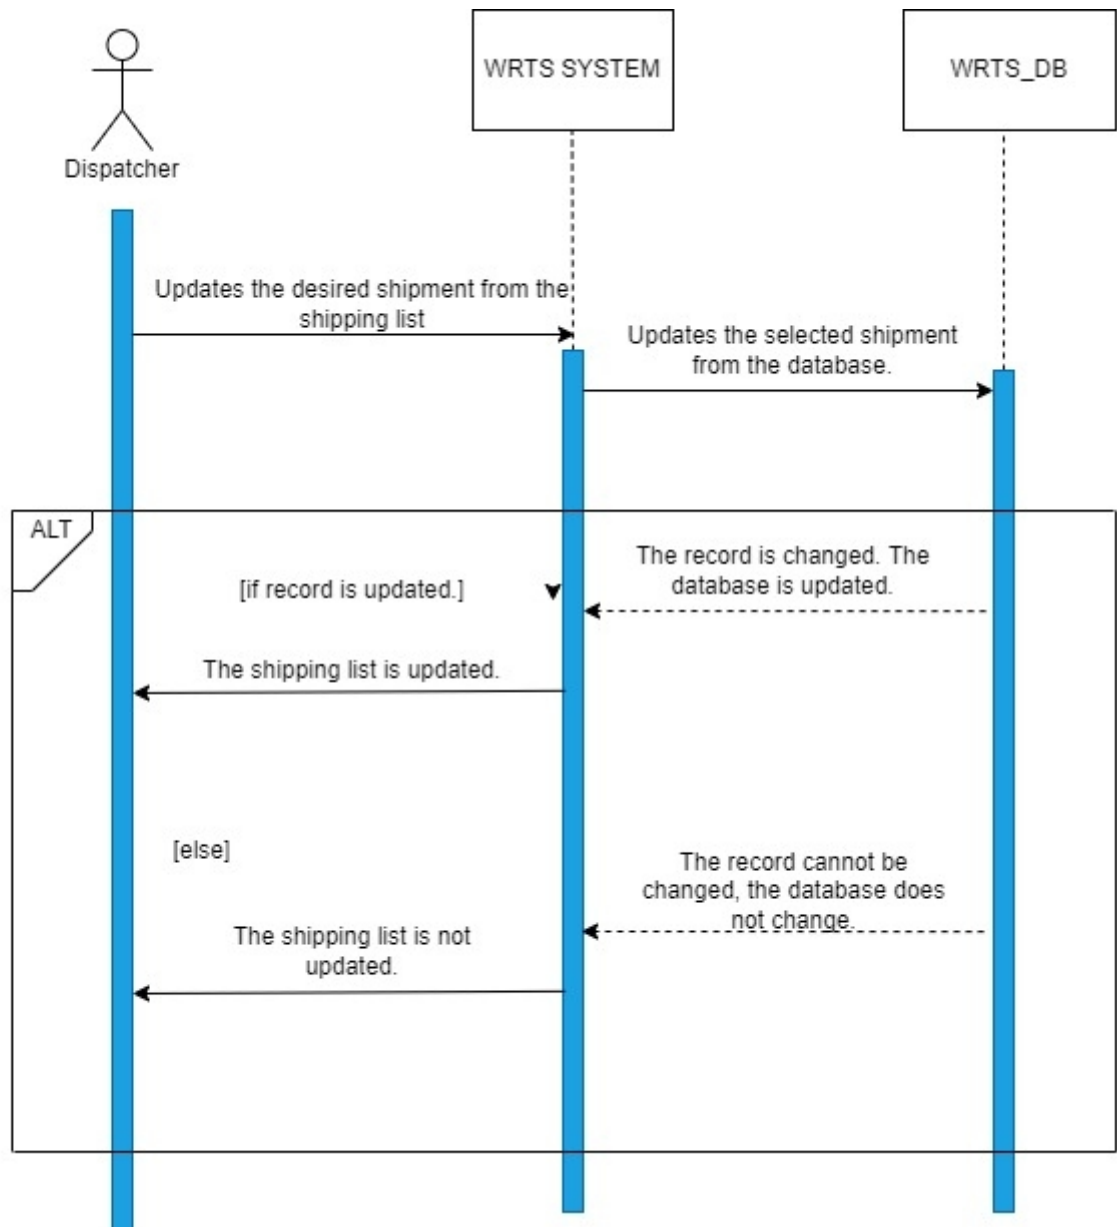 WRTS SYSTEM
WRTS_DB
Dispatcher
Updates the desired shipment from the
shipping list
Updates the selected shipment
from the database.
ALT
The record is changed. The
database is updated.
[if record is updated.]
The shipping list is updated.
[else]
The record cannot be
changed, the database does
not change.
The shipping list is not
updated.